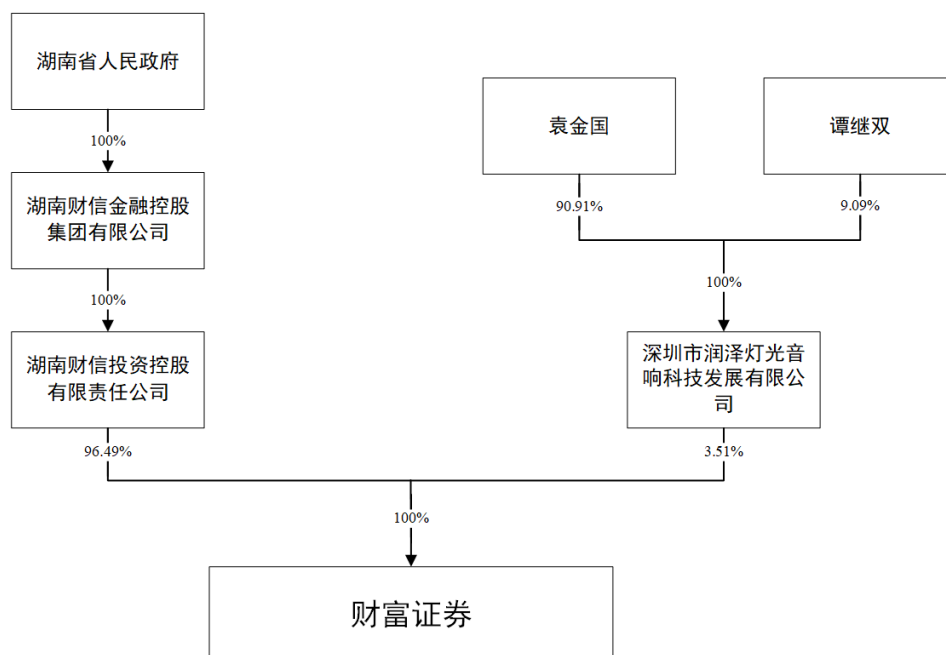 湖南省人民政府
袁金国
谭继双
100%
90.91%
9.09%
湖南财信金融控股
集团有限公司
100%
100%
湖南财信投资控股
有限责任公司
深圳市润泽灯光音
响科技发展有限公
司
96.49%
3.51%
100%
财富证券